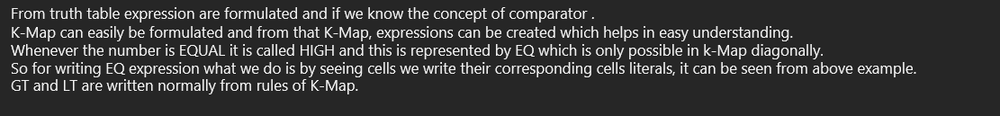 From truth table expression are formulated and if we know the concept of comparator .
K-Map can easily be formulated and from that K-Map, expressions can be created which helps in easy understanding.
Whenever the number is EQUAL it is called HIGH and this is represented by EQ which is only possible in k-Map diagonally.
So for writing EQ expression what we do is by seeing cells we write their corresponding cells literals, it can be seen from above example.
GT and LT are written normally from rules of K-Map.